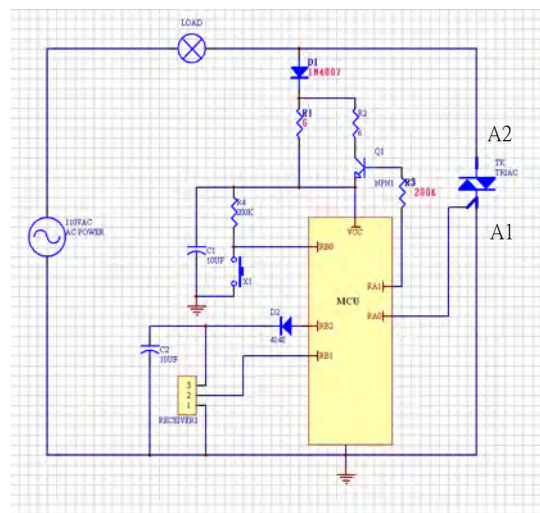 LOAD
D1
1N4007
R1
6
R2
6
A2
Q1
NPN1
TK
TRIAC
R3
200K
A1
R4
200K
110VAC
AC POWER
C1
10UF
VCC
RB0
X1
RA1
MCU
RA0
D2
4148
RB2
C2
10UF
RB1
3
2
1
RECEIVER1